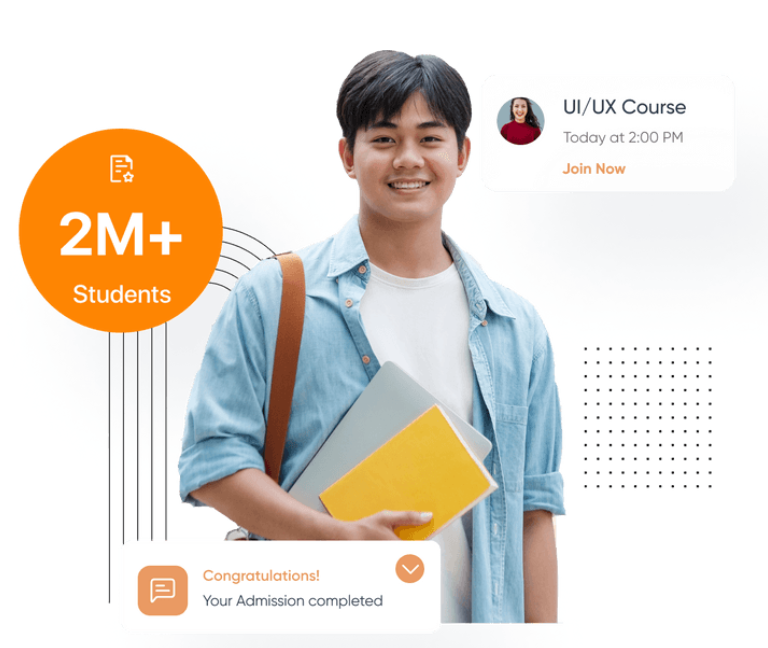 UI/UX Course
Today at 2:00 PM
Join Now
2M+
Students
Congratulations!
Your Admission completed